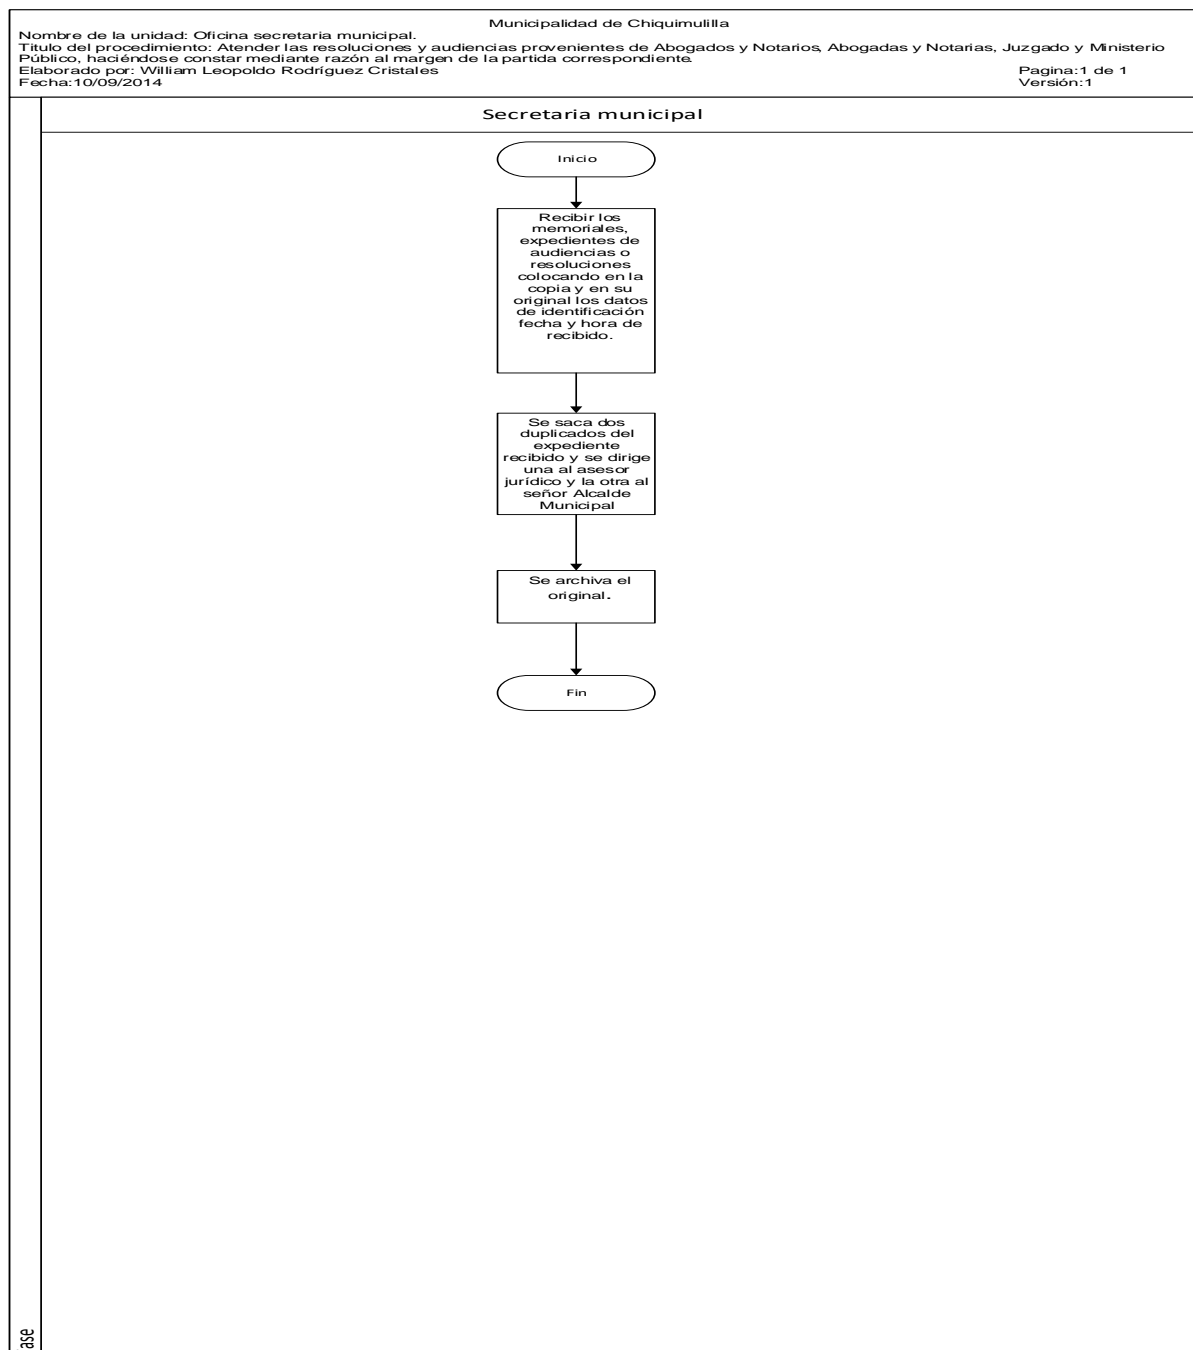 Municipalidad de Chiquimulilla
Nombre de la unidad: Oficina secretaria municipal.
Titulo del procedimiento: Atender las resoluciones y audiencias provenientes de Abogados y Notarios, Abogadas y Notarias, Juzgado y Ministerio
Público, haciéndose constar mediante razón al margen de la partida correspondiente.
Elaborado por: William Leopoldo Rodríguez Cristales
Pagina:1 de 1
Fecha:10/09/2014
Versión:1
Secretaria municipal
Inicio
Recibir los
memoriales,
expedientes de
audiencias o
resoluciones
colocando en la
copia y en su
original los datos
de identificación
fecha y hora de
recibido.
Se saca dos
duplicados del
expediente
recibido y se dirige
una al asesor
jurídico y la otra al
señor Alcalde
Municipal
Se archiva el
original.
Fin
ase